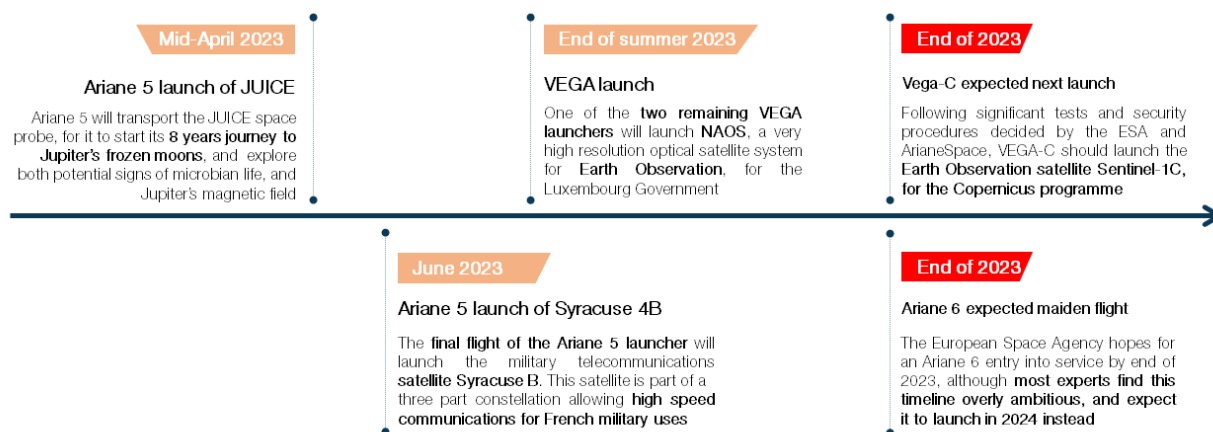 Mid-April 2023
Ariane 5 launch of JUICE
Ariane 5 will transport the JUICE space
probe, for it to start its 8 years journey to
Jupiter's frozen moons, and explore
both potential signs of microbian life, and
Jupiter's magnetic field
End of summer 2023
VEGA launch
One of the two remaining VEGA
launchers will launch NAOS, a very
high resolution optical satellite system
for Earth Observation, for the
Luxembourg Government
End of 2023
Vega-C expected next launch
Following significant tests and security
procedures decided by the ESA and
ArianeSpace, VEGA-C should launch the
Earth Observation satellite Sentinel-1C,
for the Copernicus programme
June 2023
Ariane 5 launch of Syracuse 4B
The final flight of the Ariane 5 launcher will
launch the military telecommunications
satellite Syracuse B. This satellite is part of a
three part constellation allowing high speed
communications for French military uses
End of 2023
Ariane 6 expected maiden flight
The European Space Agency hopes for
an Ariane 6 entry into service by end of
2023, although most experts find this
timeline overly ambitious, and expect
it to launch in 2024 instead